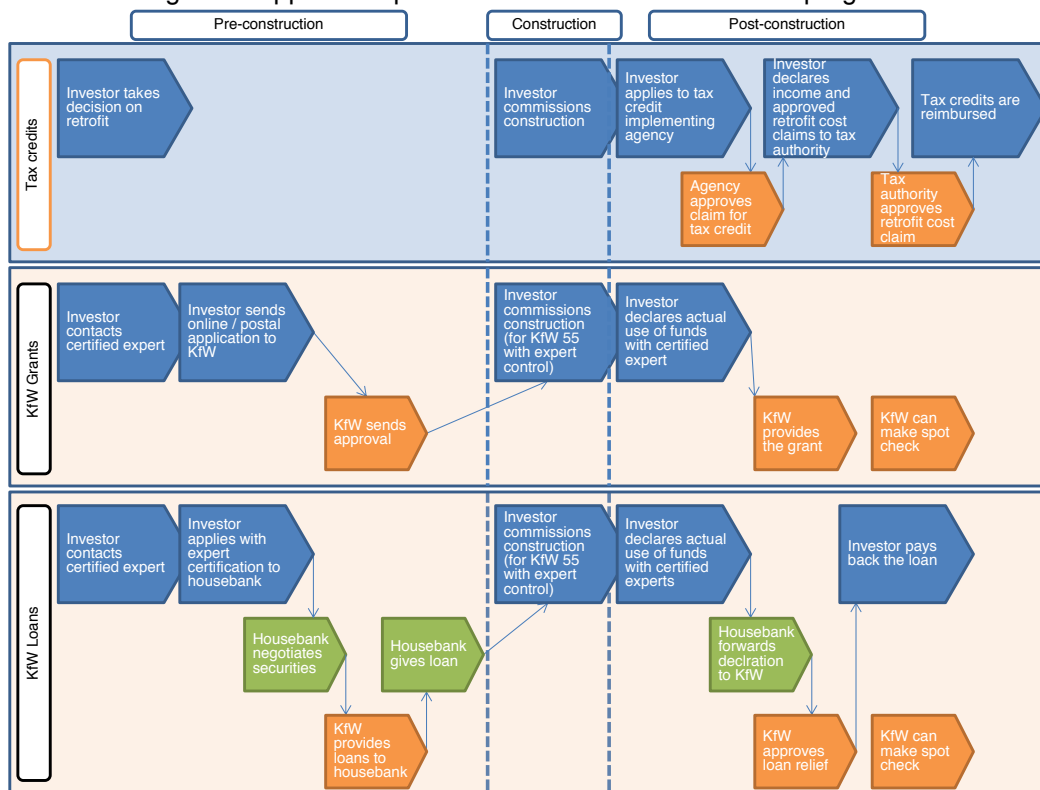 Pre-construction
Construction
Post-construction
Tax credits
Investor takes
decision on
retrofit
Investor
commissions
construction
Investor
applies to tax
credit
implementing
agency
Investor
declares
income and
approved
retrofit cost
claims to tax
authority
Tax credits are
reimbursed
Agency
approves
claim for
tax credit
Tax
authority
approves
retrofit cost
claim
KfW Grants
Investor
contacts
certified expert
Investor sends
online / postal
application to
KfW
Investor
commissions
construction
(for KfW 55
with expert
control)
Investor
declares actual
use of funds
with certified
expert
KfW sends
approval
KfW
provides
the grant
KfW can
make spot
check
KfW Loans
Investor
contacts
certified expert
Investor
applies with
expert
certification to
housebank
Investor
commissions
construction
(for KfW 55
with expert
control)
Investor
declares actual
use of funds
with certified
experts
Investor pays
back the loan
Housebank
negotiates
securities
Housebank
gives loan
Housebank
forwards
declration
to KfW
KfW
provides
loans to
housebank
KfW
approves
loan relief
KfW can
make spot
check